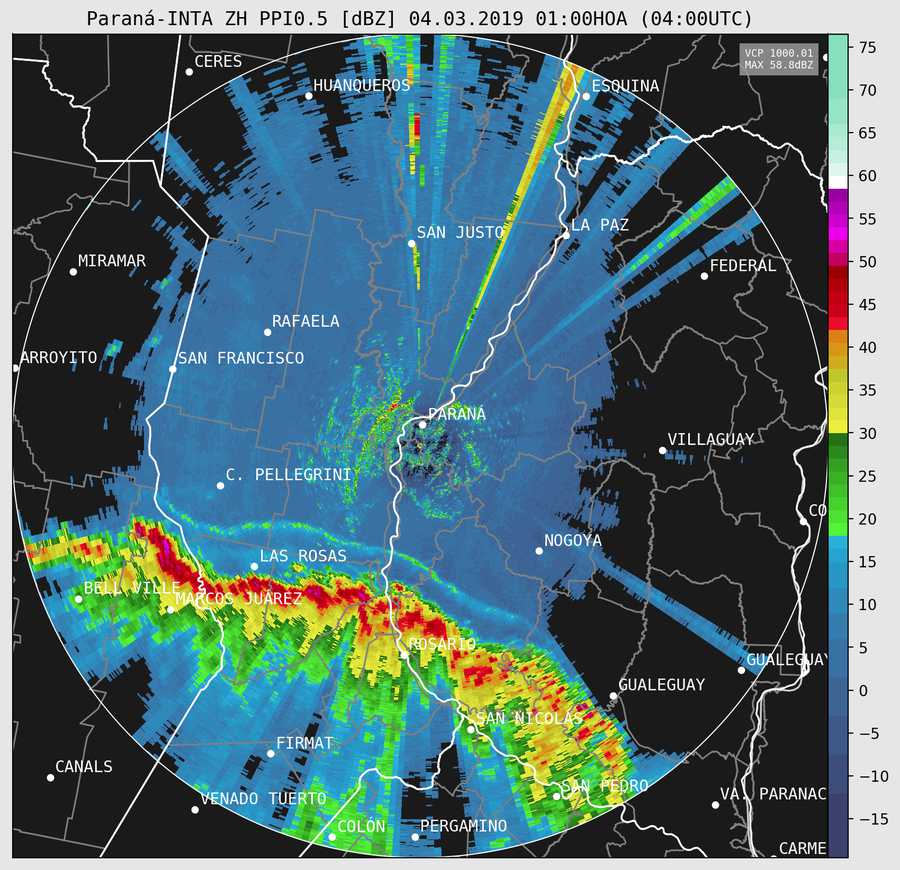 Paraná-INTA ZH PPI0.5 [dBZ] 04.03.2019 01:00HOA (04:00UTC)
VCP 1000.01
MAX 58.8dBZ
CERES
HUANQUEROS
ESQUINA
SAN JUSTO
LA PAZ
MIRAMAR
FEDERAL
RAFAELA
ARROYITO
SAN FRANCISCO
PARANÁ
VILLAGUAY
C. PELLEGRINI
CO
NOGOYA
LAS ROSAS
BELL VILLE
MARCOS JUAREZ
ROSARIO
GUALEGUAY
GUALEGUAY
SAN NICOLÁS
FIRMAT
CANALS
SAN PEDRO
VENADO TUERTO
VA. PARANAC
COLÓN
PERGAMINO
CARME
75
70
65
60
55
50
45
40
35
30
25
20
15
10
5
0
−5
−10
−15